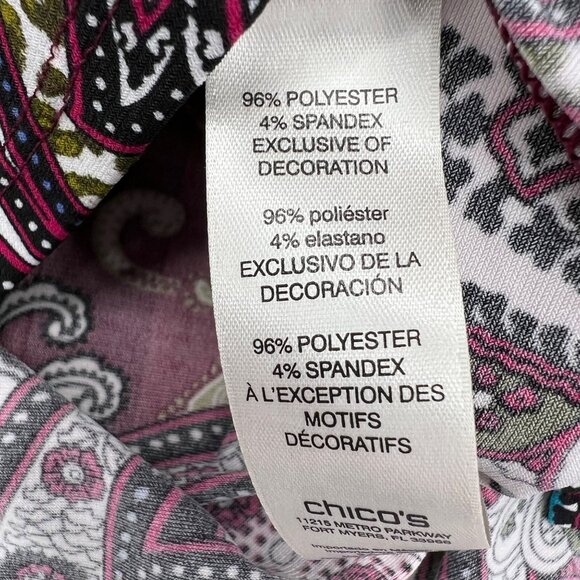 96% POLYESTER
4% SPANDEX
EXCLUSIVE OF
DECORATION
96% poliéster
4% elastano
EXCLUSIVO DE LA
DECORACIÓN
96% POLYESTER
4% SPANDEX
À L'EXCEPTION DES
MOTIFS
DÉCORATIFS
chico's
11215 METRO PARKWAY
FORT MYERS, FL 33966